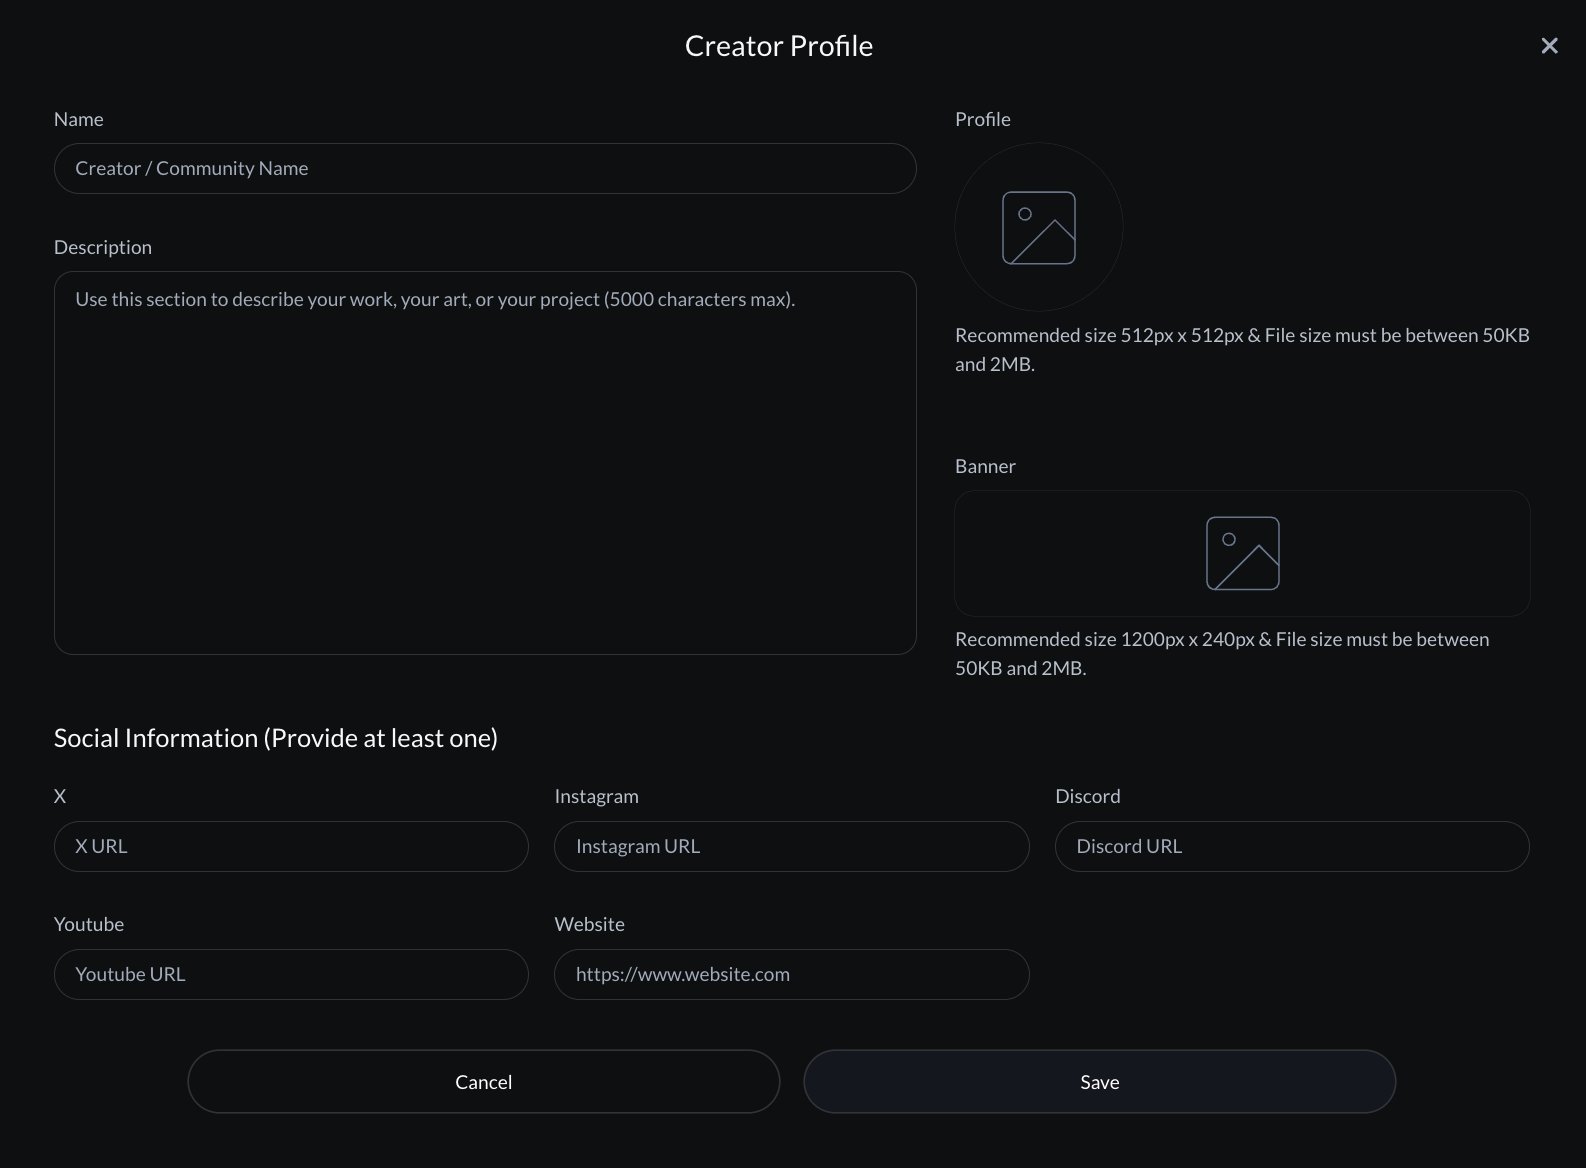 Creator Profile
Name
Creator / Community Name
Description
Use this section to describe your work, your art, or your project (5000 characters max).
Profile
Recommended size 512px x 512px & File size must be between 50KB
and 2MB.
Banner
Recommended size 1200px x 240px & File size must be between
50KB and 2MB.
Social Information (Provide at least one)
X
X URL
Instagram
Instagram URL
Discord
Discord URL
Youtube
Youtube URL
Website
https://www.website.com
Cancel
Save